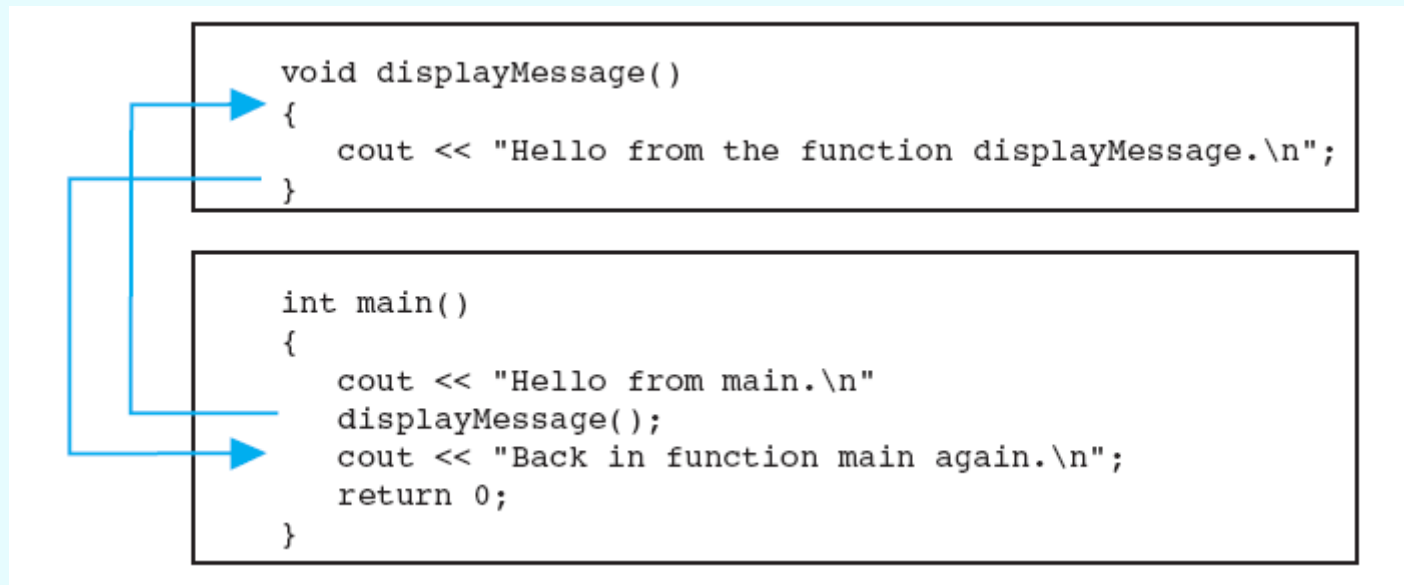 void displayMessage()
{
   cout << "Hello from the function displayMessage.\n";
}
int main()
{
   cout << "Hello from main.\n"
   displayMessage();
   cout << "Back in function main again.\n";
   return 0;
}